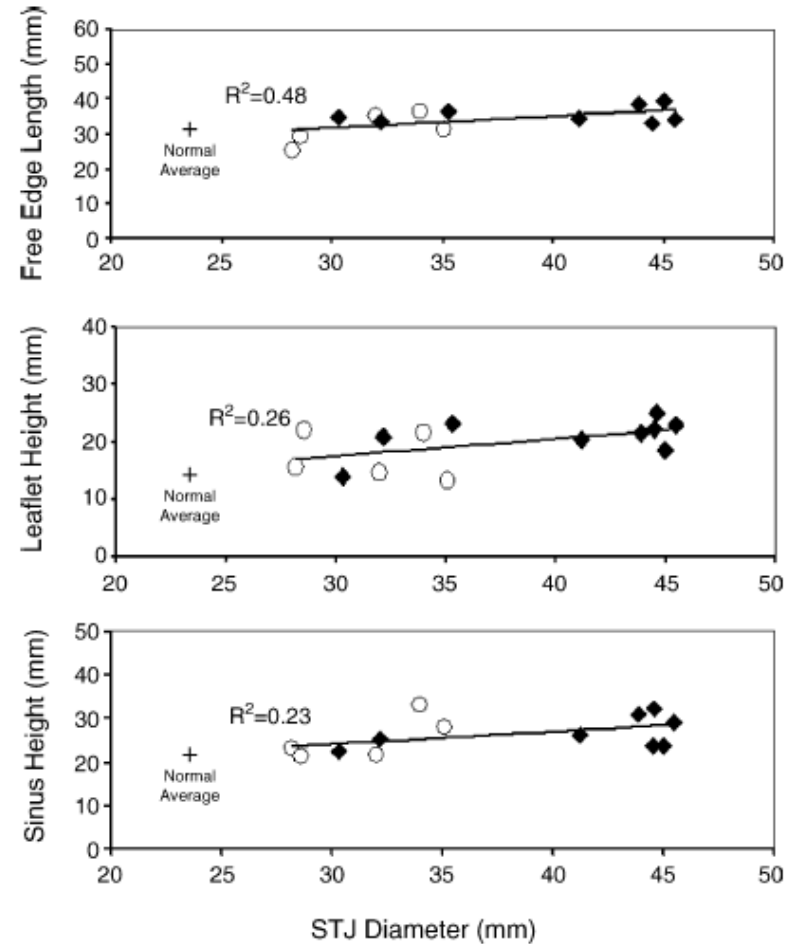 Free Edge Length (mm)
60
50
40
30
20
10
0
R²=0.48
+
Normal
Average
20 25 30 35 40 45 50
Leaflet Height (mm)
40
30
20
10
0
R²=0.26
+
Normal
Average
20 25 30 35 40 45 50
Sinus Height (mm)
50
40
30
20
10
0
R²=0.23
+
Normal
Average
20 25 30 35 40 45 50
STJ Diameter (mm)